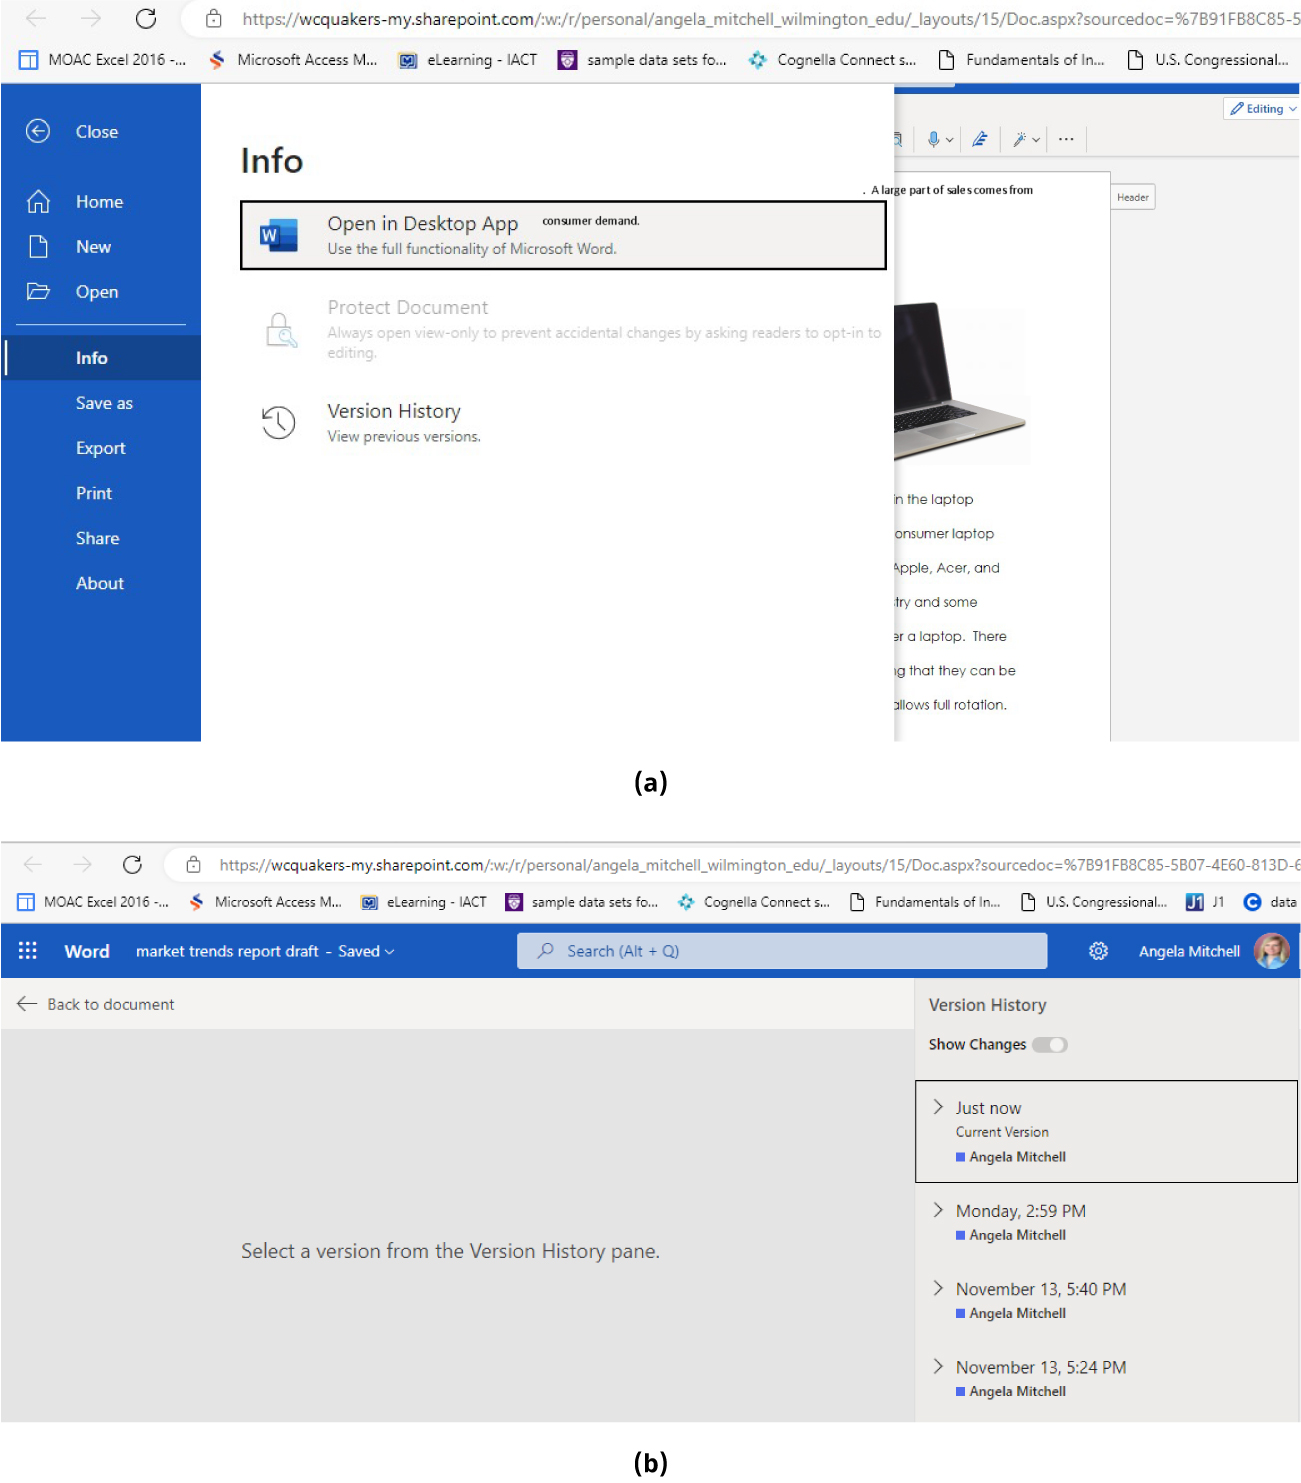 https://wcquakers-my.sharepoint.com/:w:/r/personal/angela_mitchell_wilmington_edu/_layouts/15/Doc.aspx?sourcedoc=%7B91FB8C85-5
MOAC Excel 2016 -... Microsoft Access M... eLearning - IACT sample data sets fo... Cognella Connect s... Fundamentals of In... U.S. Congressional...
Close
Home
New
Open
Info
Save as
Export
Print
Share
About
Info
Open in Desktop App
Use the full functionality of Microsoft Word.
Protect Document
Always open view-only to prevent accidental changes by asking readers to opt-in to
editing.
Version History
View previous versions.
Editing
. A large part of sales comes from
consumer demand.
Header
in the laptop
onsumer laptop
Apple, Acer, and
try and some
er a laptop. There
ng that they can be
allows full rotation.
(a)
https://wcquakers-my.sharepoint.com/:w:/r/personal/angela_mitchell_wilmington_edu/_layouts/15/Doc.aspx?sourcedoc=%7B91FB8C85-5B07-4E60-813D-6
MOAC Excel 2016 -... Microsoft Access M... eLearning - IACT sample data sets fo... Cognella Connect s... Fundamentals of In... U.S. Congressional... J1 J1 C data
Word market trends report draft - Saved Search (Alt + Q) Angela Mitchell
Back to document
Select a version from the Version History pane.
Version History
Show Changes
Just now
Current Version
Angela Mitchell
Monday, 2:59 PM
Angela Mitchell
November 13, 5:40 PM
Angela Mitchell
November 13, 5:24 PM
Angela Mitchell
(b)